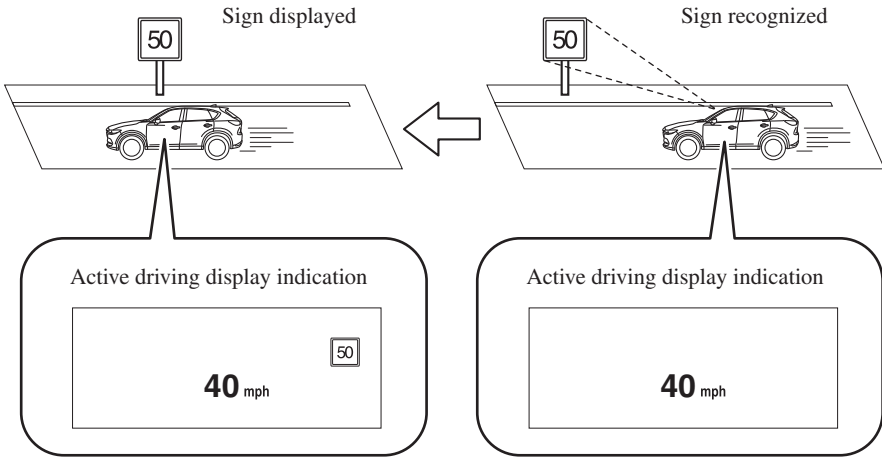 Sign displayed
50
Active driving display indication
50
40 mph
Sign recognized
50
Active driving display indication
40 mph